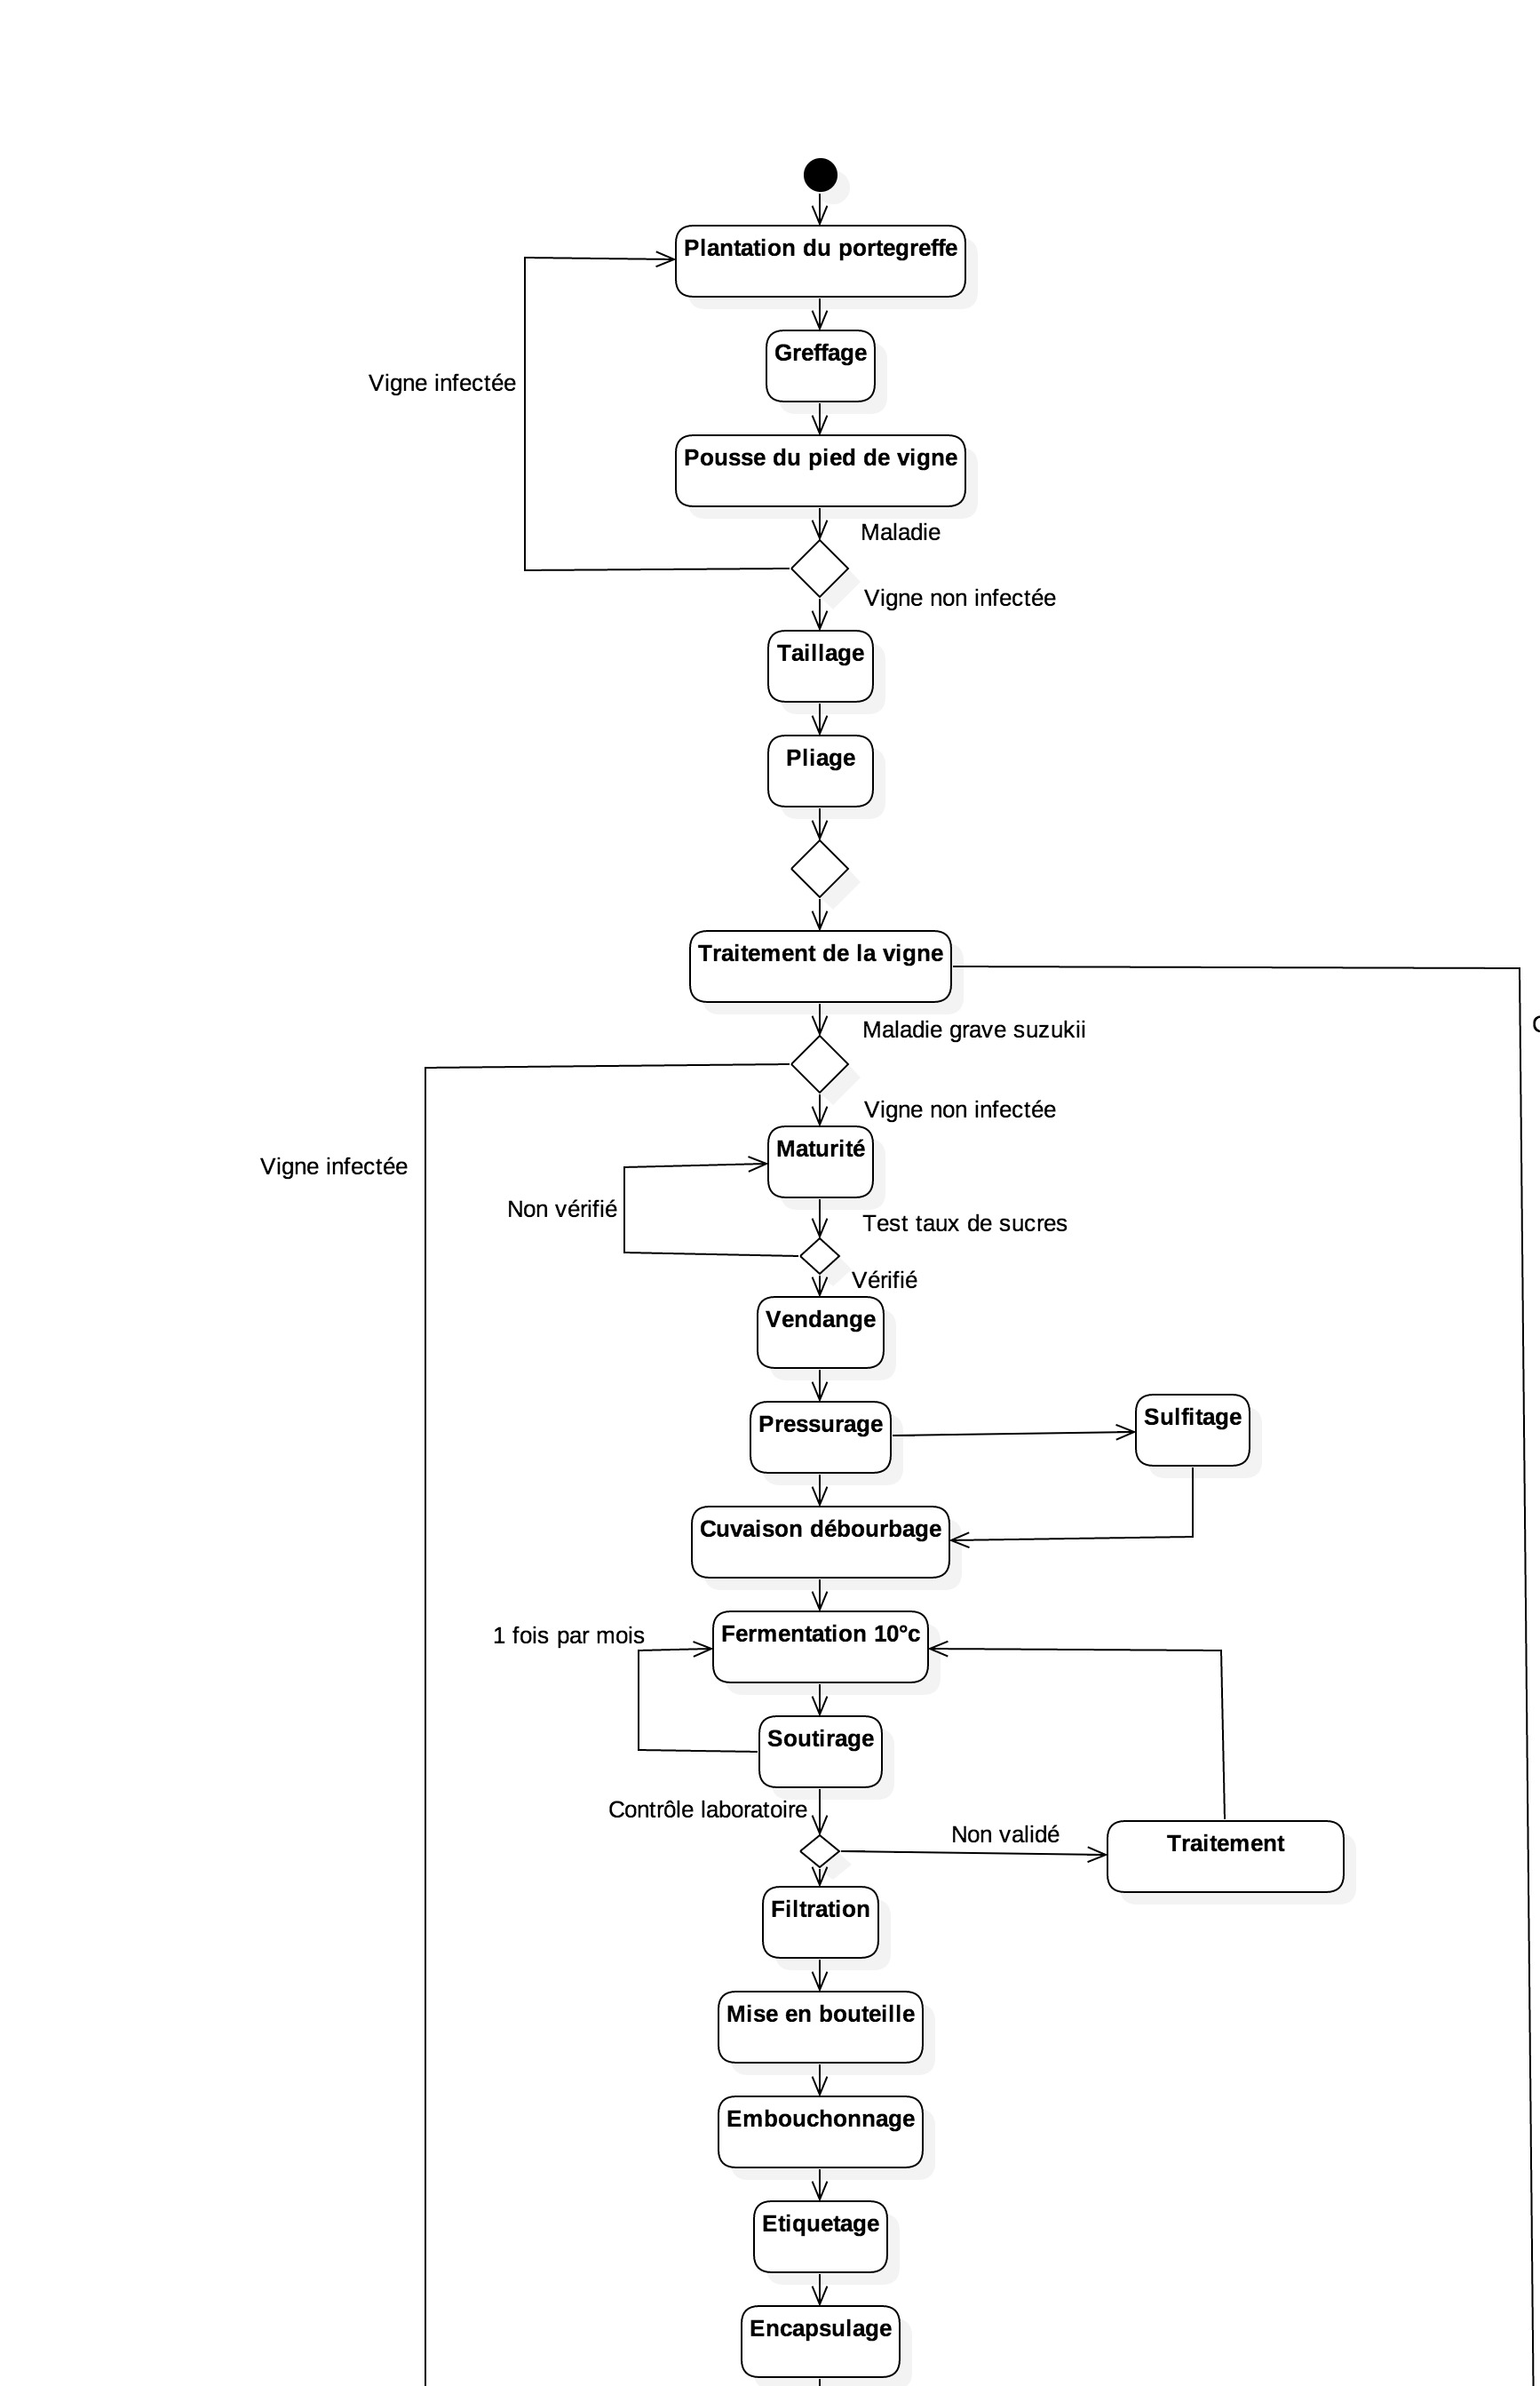 Plantation du portegreffe
Greffage
Vigne infectée
Pousse du pied de vigne
Maladie
Vigne non infectée
Taillage
Pliage
Traitement de la vigne
Maladie grave suzukii
Vigne non infectée
Maturité
Vigne infectée
Non vérifié
Test taux de sucres
Vérifié
Vendange
Pressurage
Sulfitage
Cuvaison débourbage
1 fois par mois
Fermentation 10°c
Soutirage
Contrôle laboratoire
Non validé
Traitement
Filtration
Mise en bouteille
Embouchonnage
Etiquetage
Encapsulage